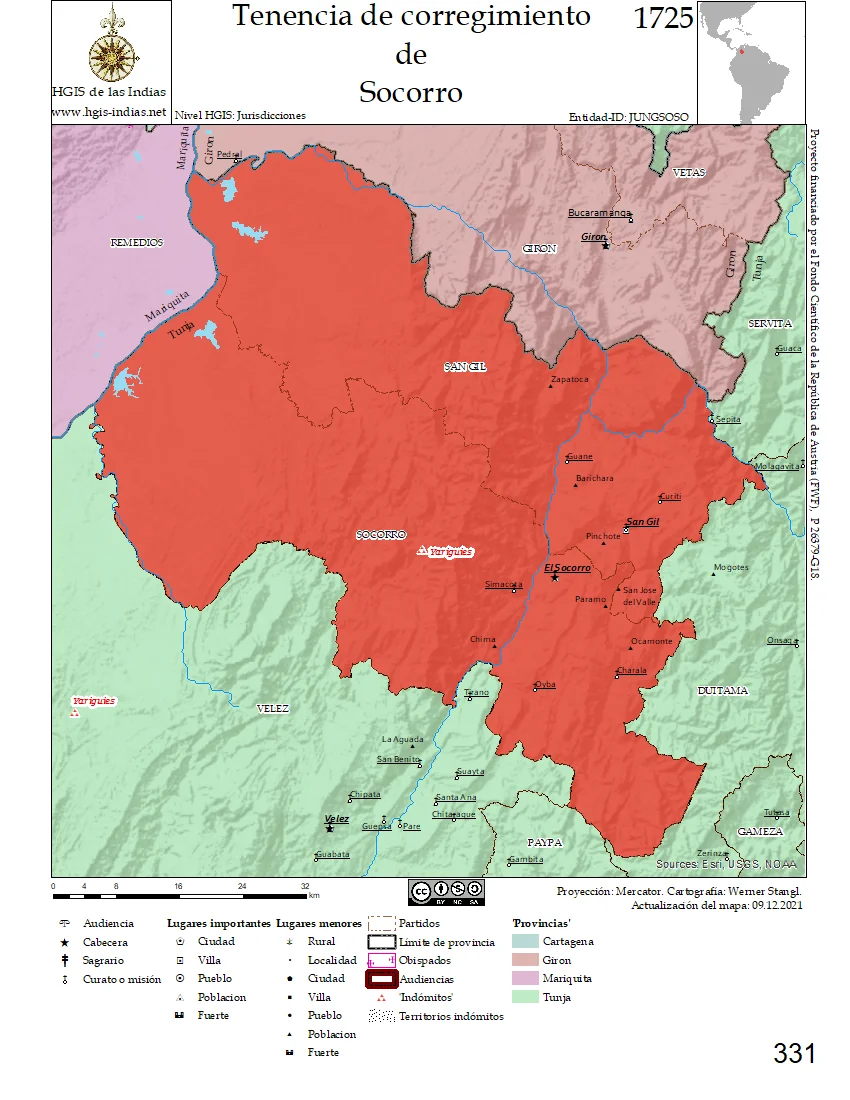 Tenencia de corregimiento
de
Socorro
1725
HGIS de las Indias
www.hgis-indias.net
Nivel HGIS: Jurisdicciones
Entidad-ID: JUNGSOSO
Proyecto financiado por el Fondo Científico de la República de Austria (FWF), P 26379-G18.
Mariquita
Giron
Pedral
VETAS
REMEDIOS
Bucaramanga
Giron
GIRON
Giron
Tunja
Mariquita
Tunja
SERVITA
Guaca
SAN GIL
Zapatoca
Sepita
Guane
Molagavita
Barichara
Curiti
San Gil
SOCORRO
Pinchote
Yariguies
El Socorro
Mogotes
Simacota
San Jose
del Valle
Paramo
Chima
Ocamonte
Onsaga
Charala
Oyba
DUITAMA
Tirano
Yariguies
VELEZ
La Aguada
San Benito
Suayta
Chipata
Santa Ana
Chitaraque
Velez
Guepsa
Pare
Tutasa
GAMEZA
PAYPA
Guabata
Gambita
Zerinza
Sources: Esri, USGS, NOAA
0 4 8 16 24 32
km
CC BY NC SA
Proyección: Mercator. Cartografía: Werner Stangl.
Actualización del mapa: 09.12.2021
Audiencia
Cabecera
Sagrario
Curato o misión
Lugares importantes
Ciudad
Villa
Pueblo
Poblacion
Fuerte
Lugares menores
Rural
Localidad
Ciudad
Villa
Pueblo
Poblacion
Fuerte
Partidos
Límite de provincia
Obispados
Audiencias
'Indómitos'
Territorios indómitos
'Provincias'
Cartagena
Giron
Mariquita
Tunja
331